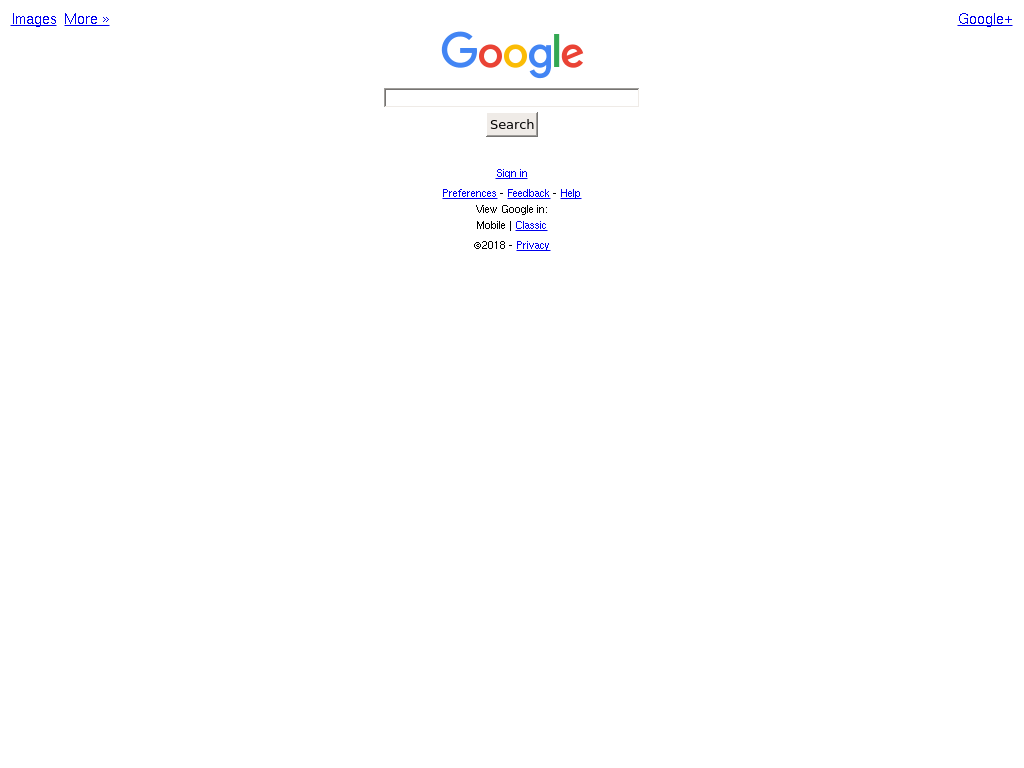 Images More » Google+
Google
Search
Sign in
Preferences - Feedback - Help
View Google in:
Mobile | Classic
©2018 - Privacy